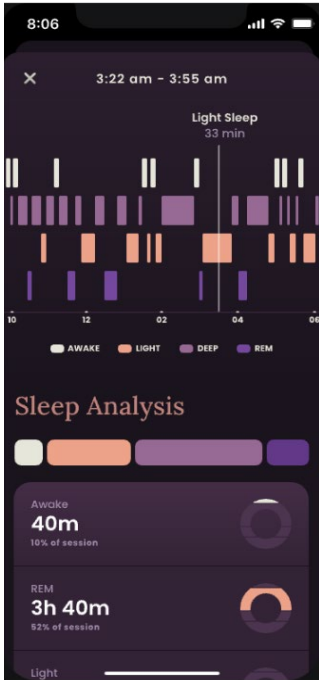 8:06
3:22 am - 3:55 am
Light Sleep
33 min
10 12 02 04 06
AWAKE LIGHT DEEP REM
Sleep Analysis
Awake
40m
10% of session
REM
3h 40m
52% of session
Light